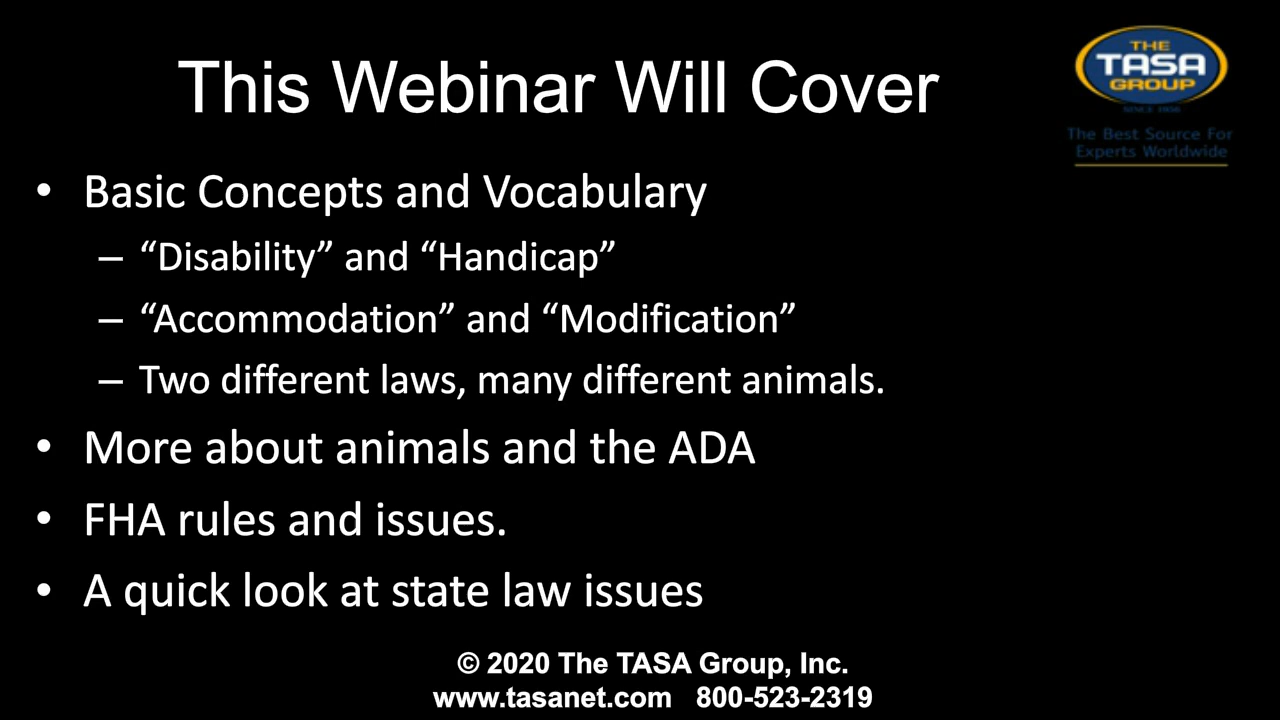 This Webinar Will Cover
THE
TASA
GROUP
SINCE 1956
The Best Source For
Experts Worldwide
• Basic Concepts and Vocabulary
– “Disability” and “Handicap”
– “Accommodation” and “Modification”
– Two different laws, many different animals.
• More about animals and the ADA
• FHA rules and issues.
• A quick look at state law issues
© 2020 The TASA Group, Inc.
www.tasanet.com 800-523-2319